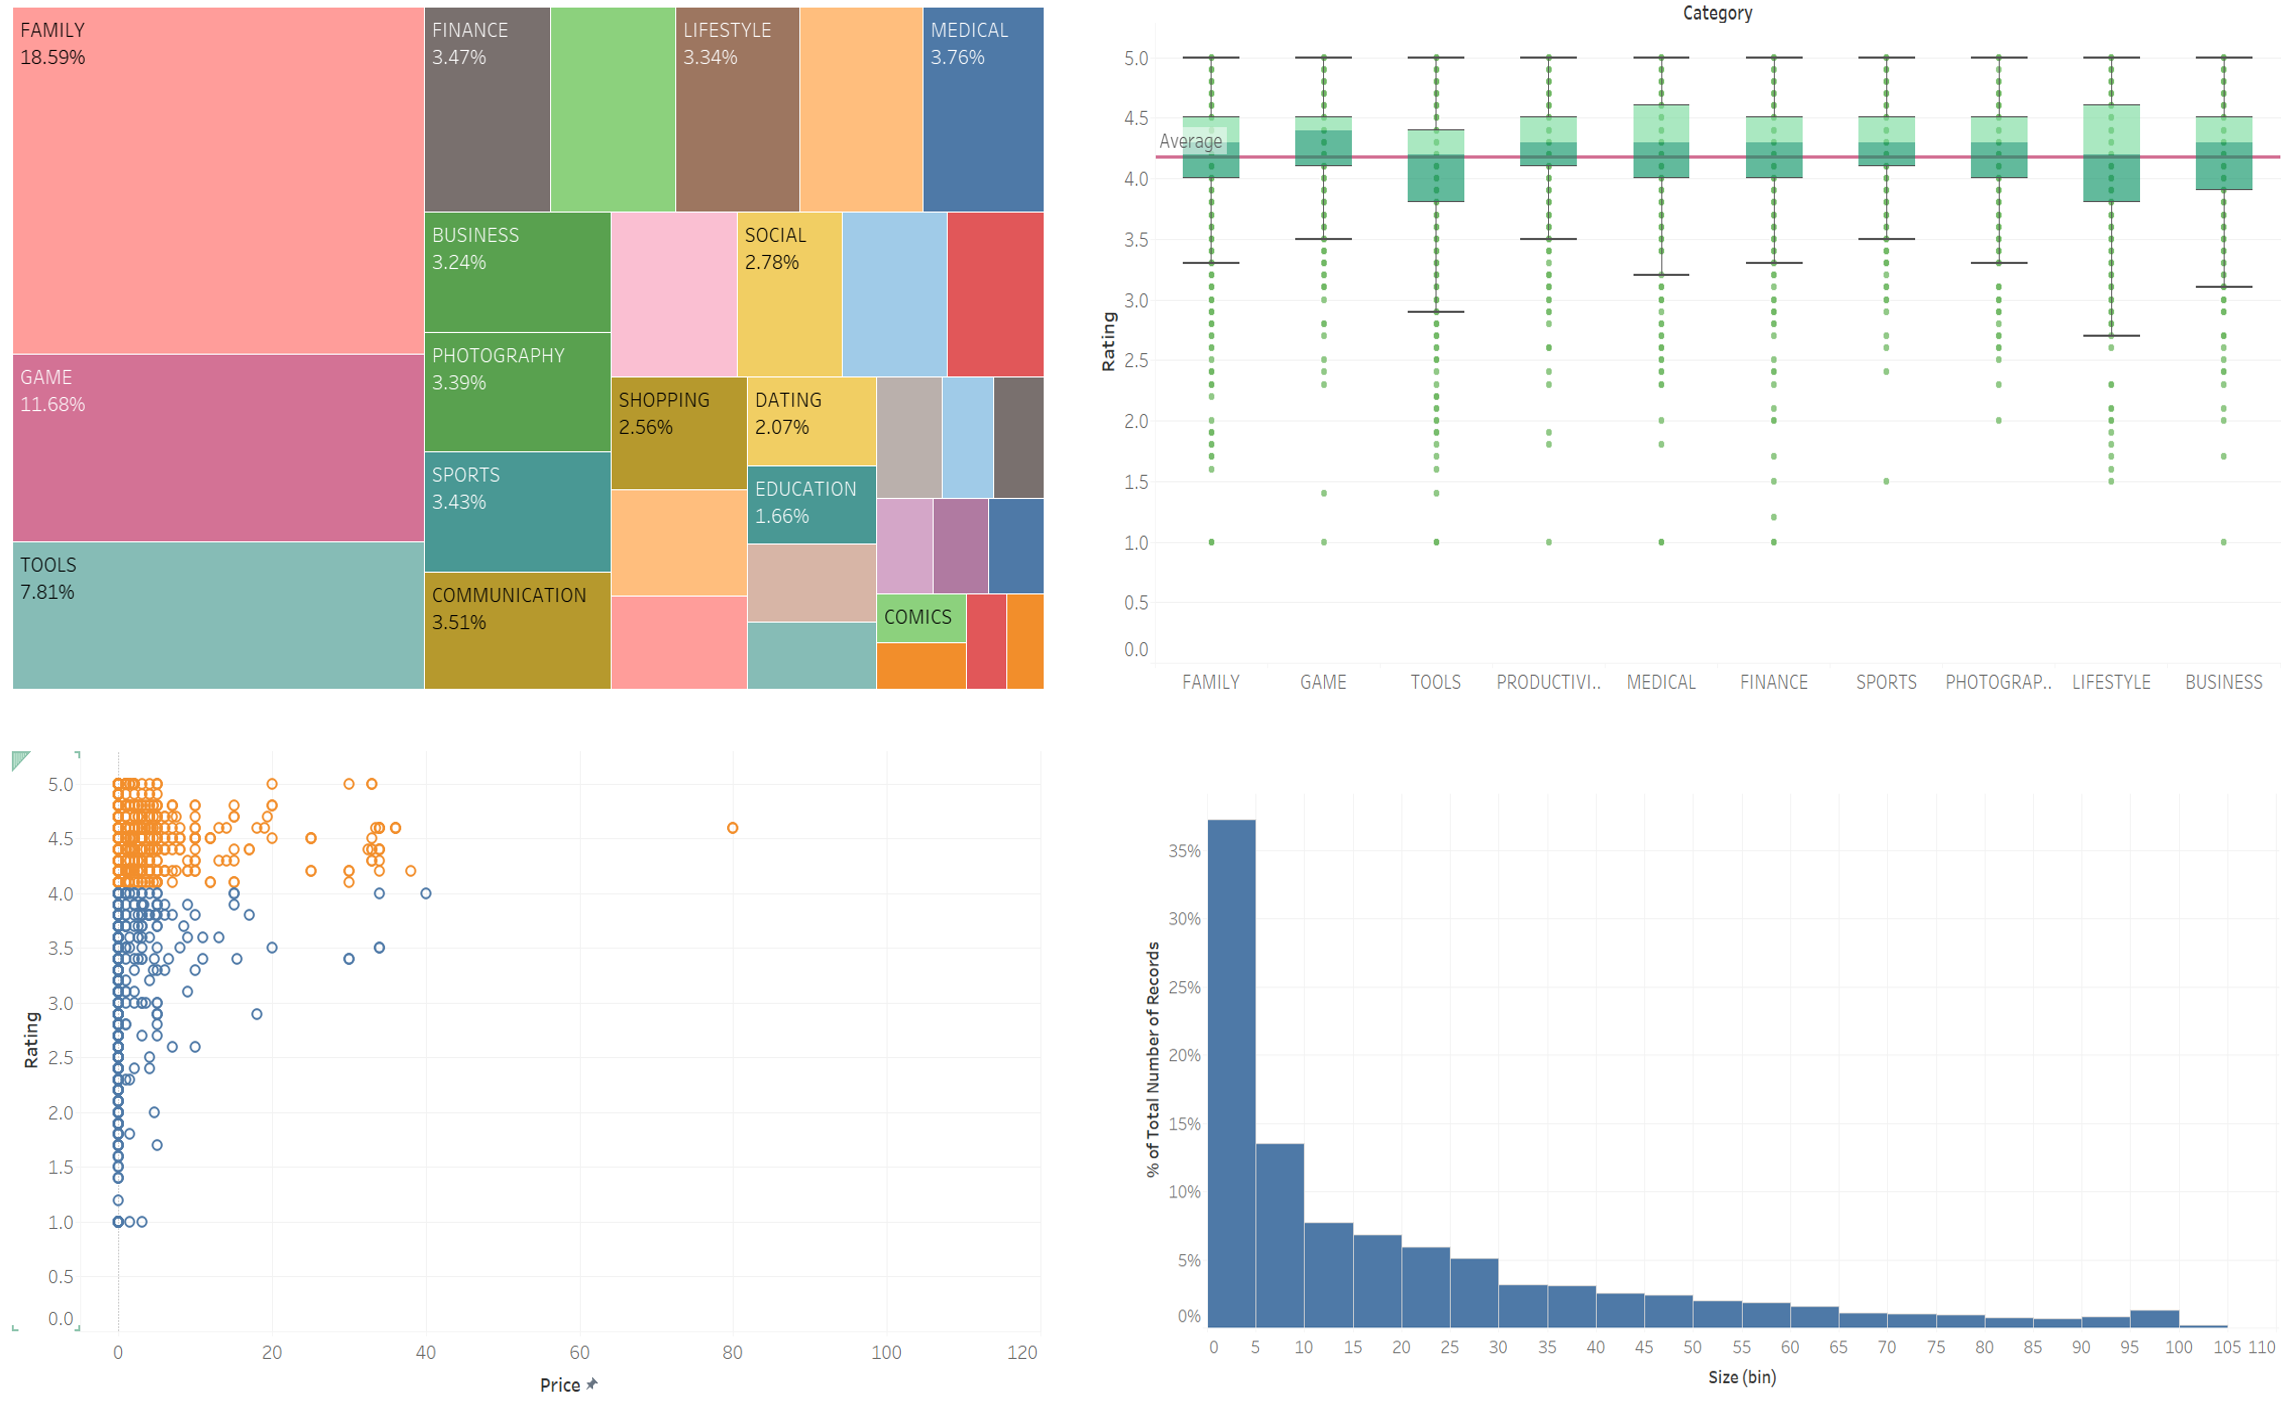 FAMILY
18.59%
FINANCE
3.47%
LIFESTYLE
3.34%
MEDICAL
3.76%
BUSINESS
3.24%
SOCIAL
2.78%
GAME
11.68%
PHOTOGRAPHY
3.39%
SHOPPING
2.56%
DATING
2.07%
SPORTS
3.43%
EDUCATION
1.66%
TOOLS
7.81%
COMMUNICATION
3.51%
COMICS
Category
5.0
4.5
Average
4.0
3.5
3.0
2.5
2.0
1.5
1.0
0.5
0.0
Rating
FAMILY GAME TOOLS PRODUCTIVI.. MEDICAL FINANCE SPORTS PHOTOGRAP.. LIFESTYLE BUSINESS
5.0
4.5
4.0
3.5
3.0
2.5
2.0
1.5
1.0
0.5
0.0
Rating
0 20 40 60 80 100 120
Price
35%
30%
25%
20%
15%
10%
5%
0%
% of Total Number of Records
0 5 10 15 20 25 30 35 40 45 50 55 60 65 70 75 80 85 90 95 100 105 110
Size (bin)